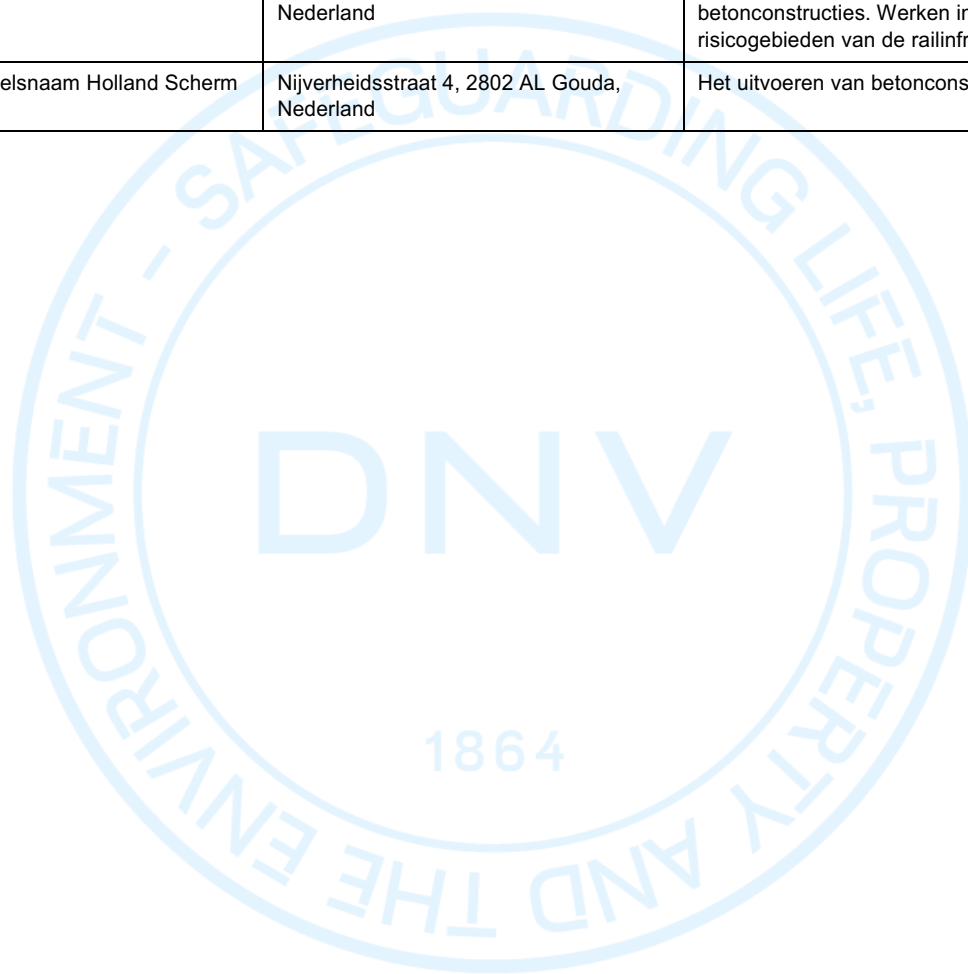 Nederland
betonconstructies. Werken in
risicogebieden van de railinfr
elsnaam Holland Scherm
Nijverheidsstraat 4, 2802 AL Gouda,
Nederland
Het uitvoeren van betoncons
SAFEGUARDING LIFE, PROPERTY AND THE ENVIRONMENT -
DNV
1864